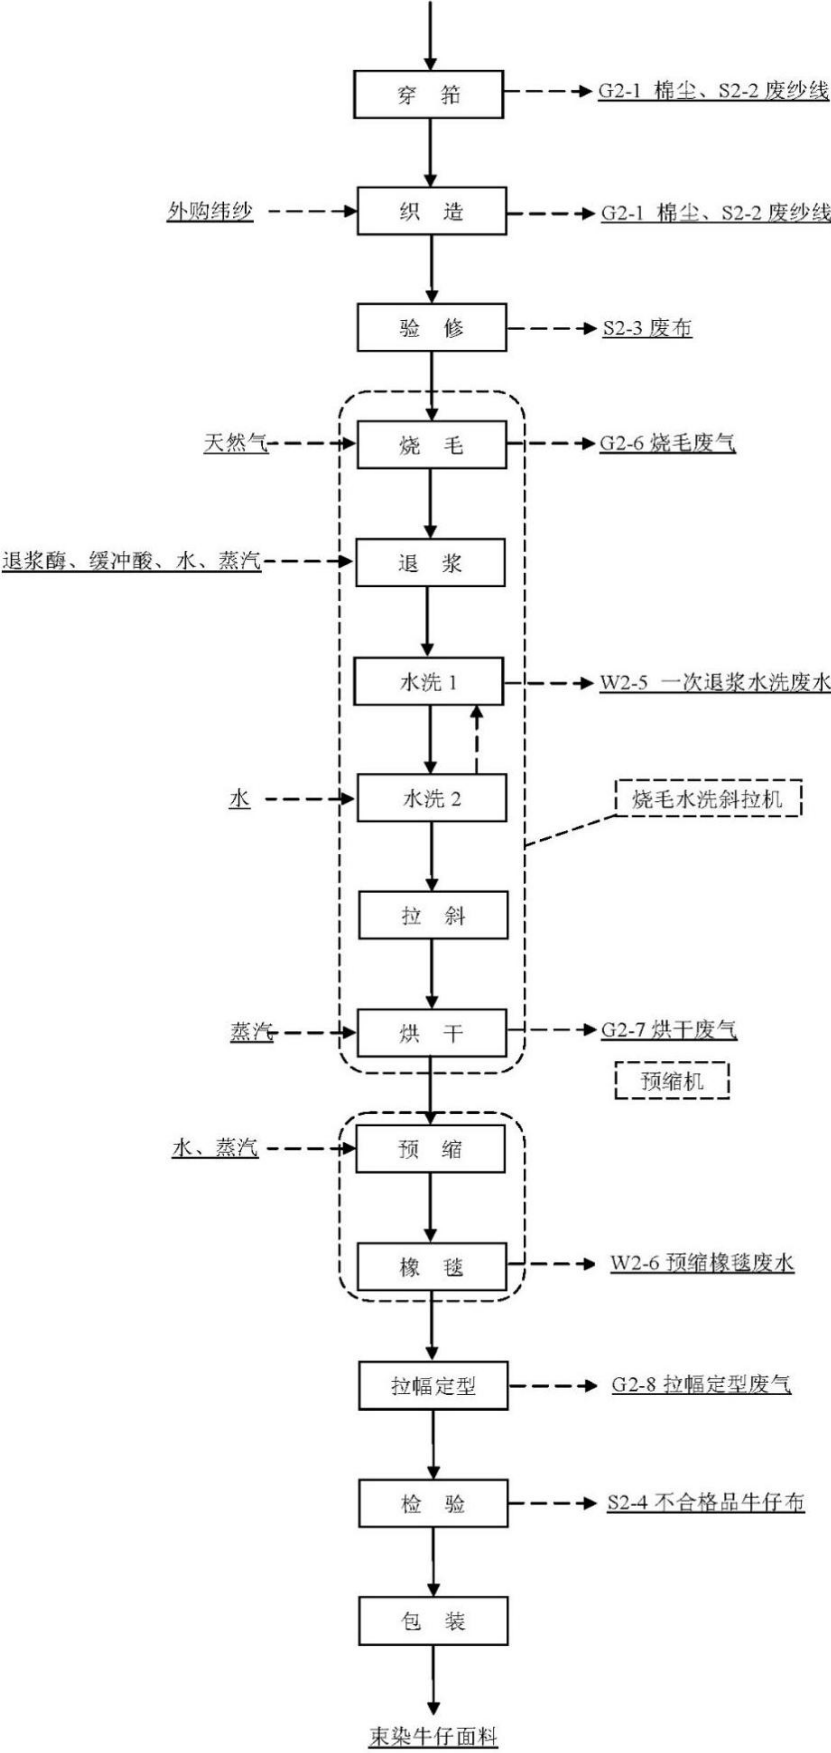 穿 筘
G2-1 棉尘、S2-2 废纱线
外购纬纱
织 造
G2-1 棉尘、S2-2 废纱线
验 修
S2-3 废布
天然气
烧 毛
G2-6 烧毛废气
退浆酶、缓冲酸、水、蒸汽
退 浆
水洗 1
W2-5 一次退浆水洗废水
水
水洗 2
烧毛水洗斜拉机
拉 斜
蒸汽
烘 干
G2-7 烘干废气
预缩机
水、蒸汽
预 缩
橡 毯
W2-6 预缩橡毯废水
拉幅定型
G2-8 拉幅定型废气
检 验
S2-4 不合格品牛仔布
包 装
束染牛仔面料